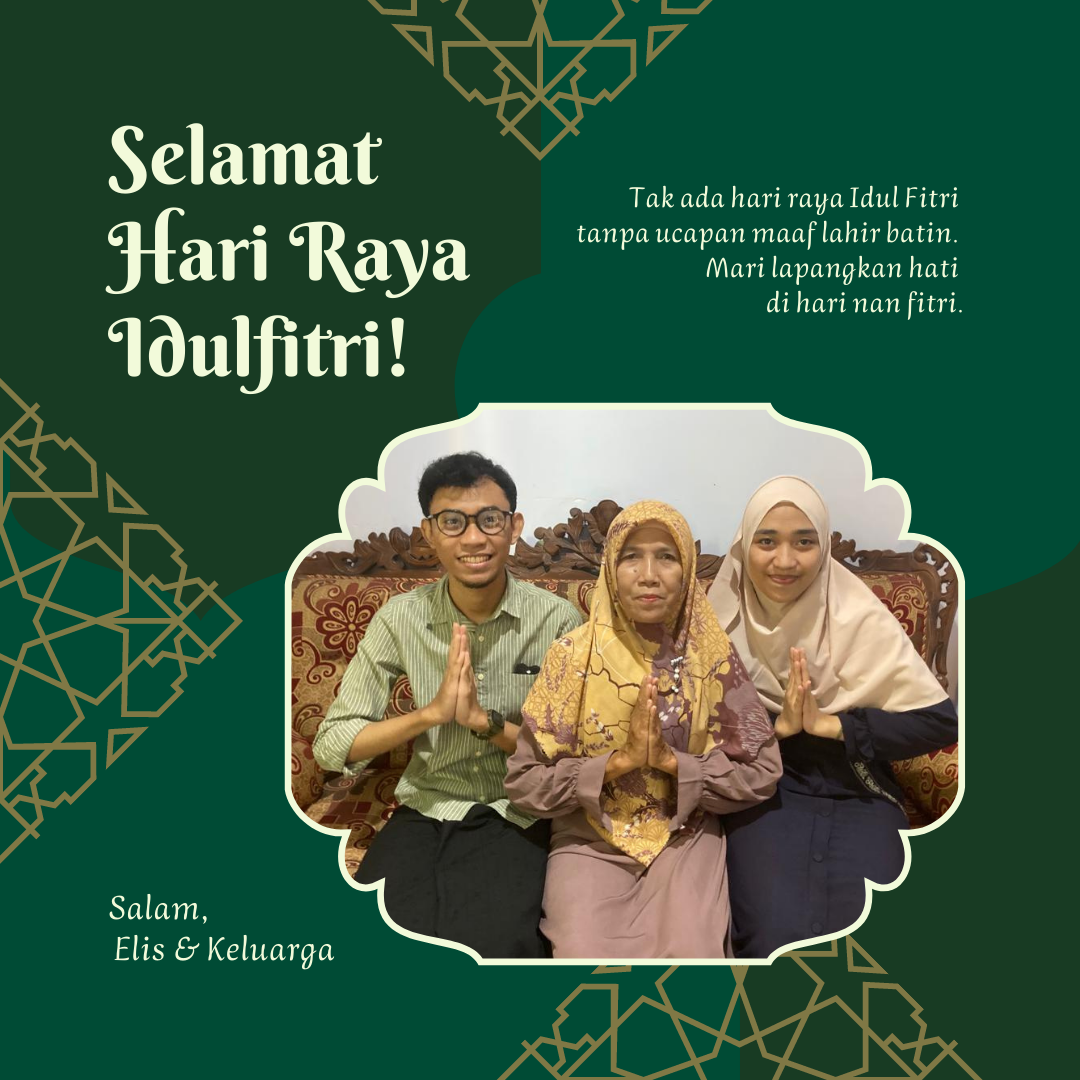 Selamat
Hari Raya
Idulfitri!
Tak ada hari raya Idul Fitri
tanpa ucapan maaf lahir batin.
Mari lapangkan hati
di hari nan fitri.
Salam,
Elis & Keluarga